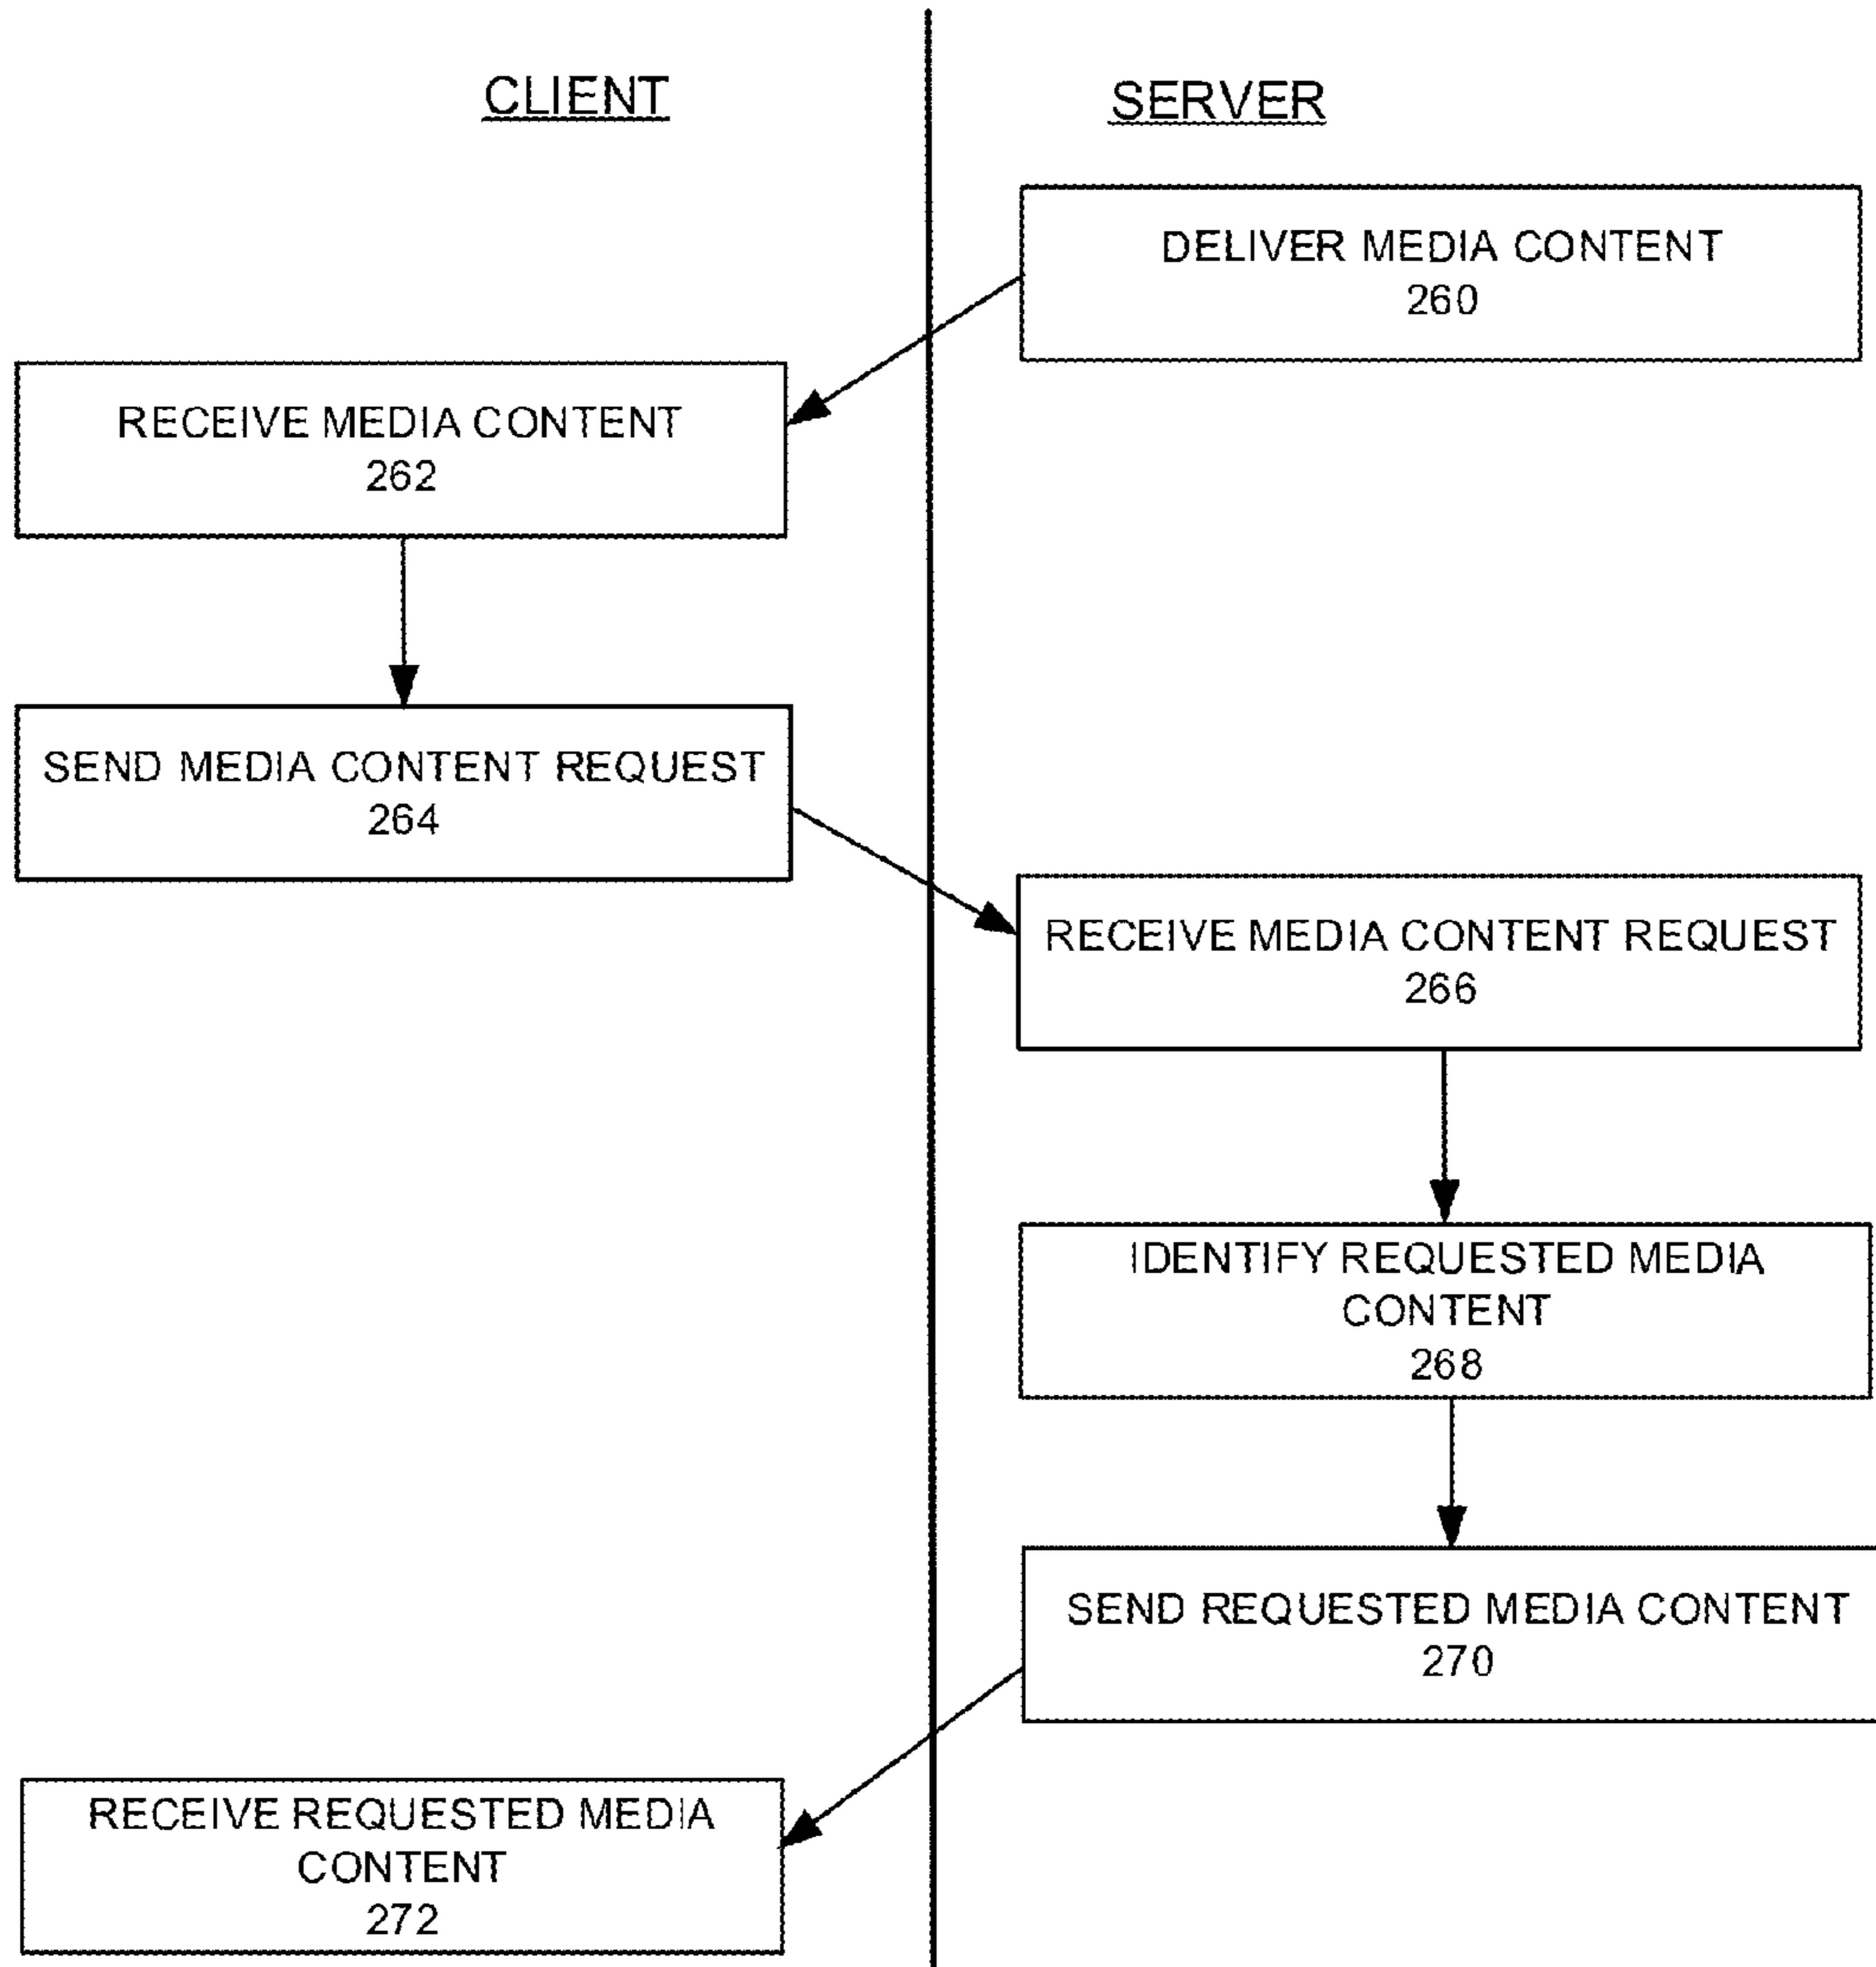 CLIENT
SERVER
DELIVER MEDIA CONTENT
260
RECEIVE MEDIA CONTENT
262
SEND MEDIA CONTENT REQUEST
264
RECEIVE MEDIA CONTENT REQUEST
266
IDENTIFY REQUESTED MEDIA
CONTENT
268
SEND REQUESTED MEDIA CONTENT
270
RECEIVE REQUESTED MEDIA
CONTENT
272